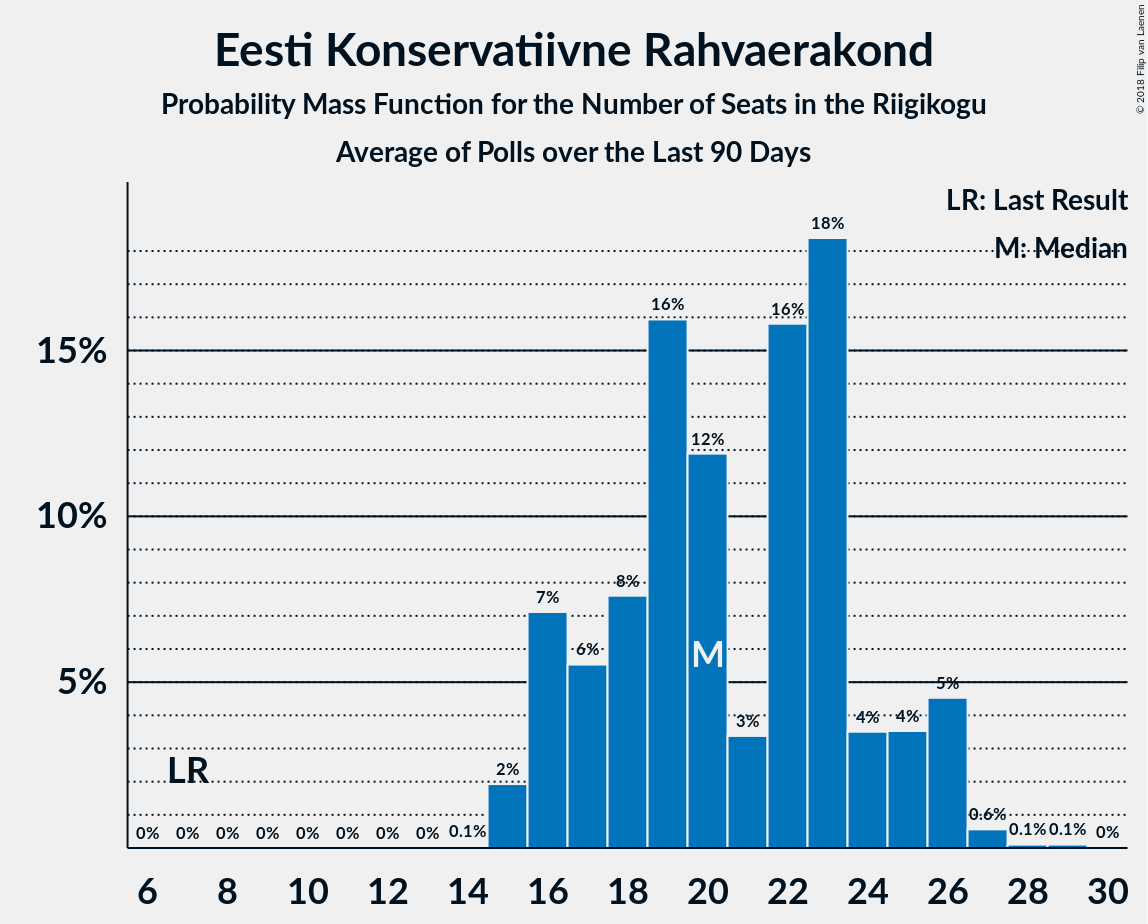 Eesti Konservatiivne Rahvaerakond
Probability Mass Function for the Number of Seats in the Riigikogu
Average of Polls over the Last 90 Days
© 2018 Filip van Laenen
LR: Last Result
M: Median
15%
10%
5%
0% 0% 0% 0% 0% 0% 0% 0% 0.1% 2% 7% 6% 8% 16% 12% 3% 16% 18% 4% 4% 5% 0.6% 0.1% 0.1% 0%
LR
M
6 8 10 12 14 16 18 20 22 24 26 28 30